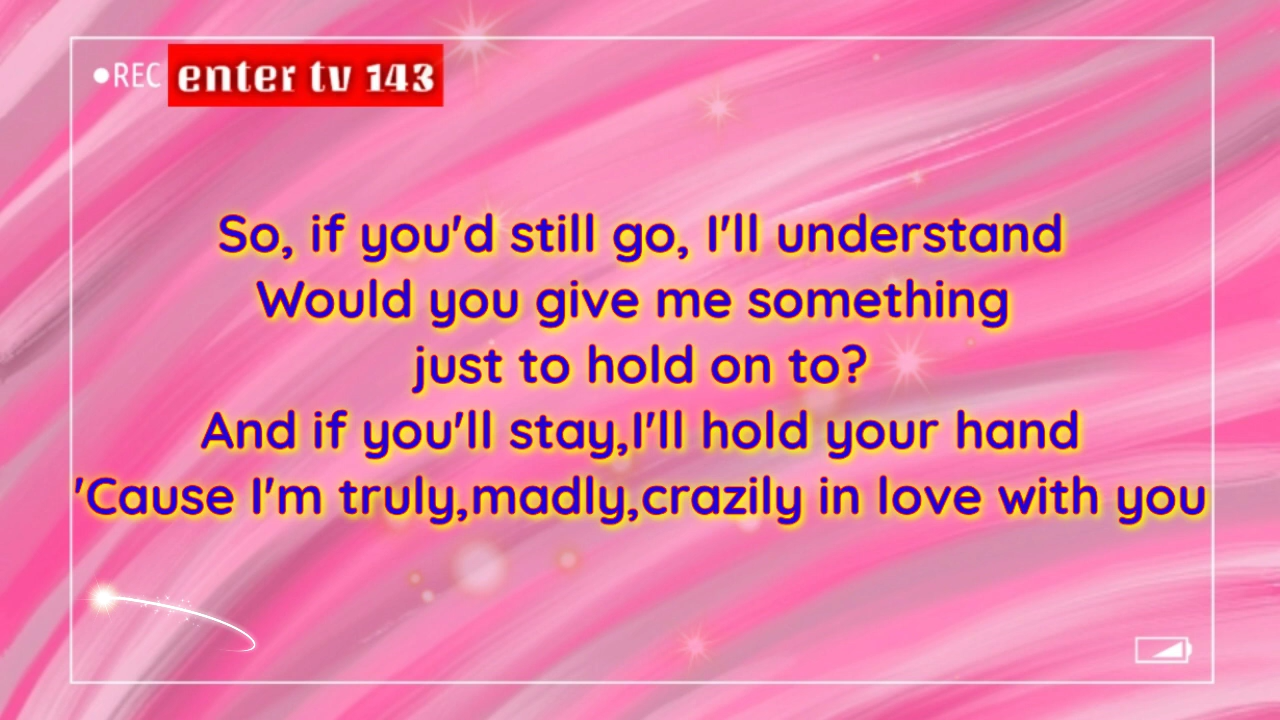 ●REC enter tv 143
So, if you'd still go, I'll understand
Would you give me something
just to hold on to?
And if you'll stay,I'll hold your hand
'Cause I'm truly,madly,crazily in love with you